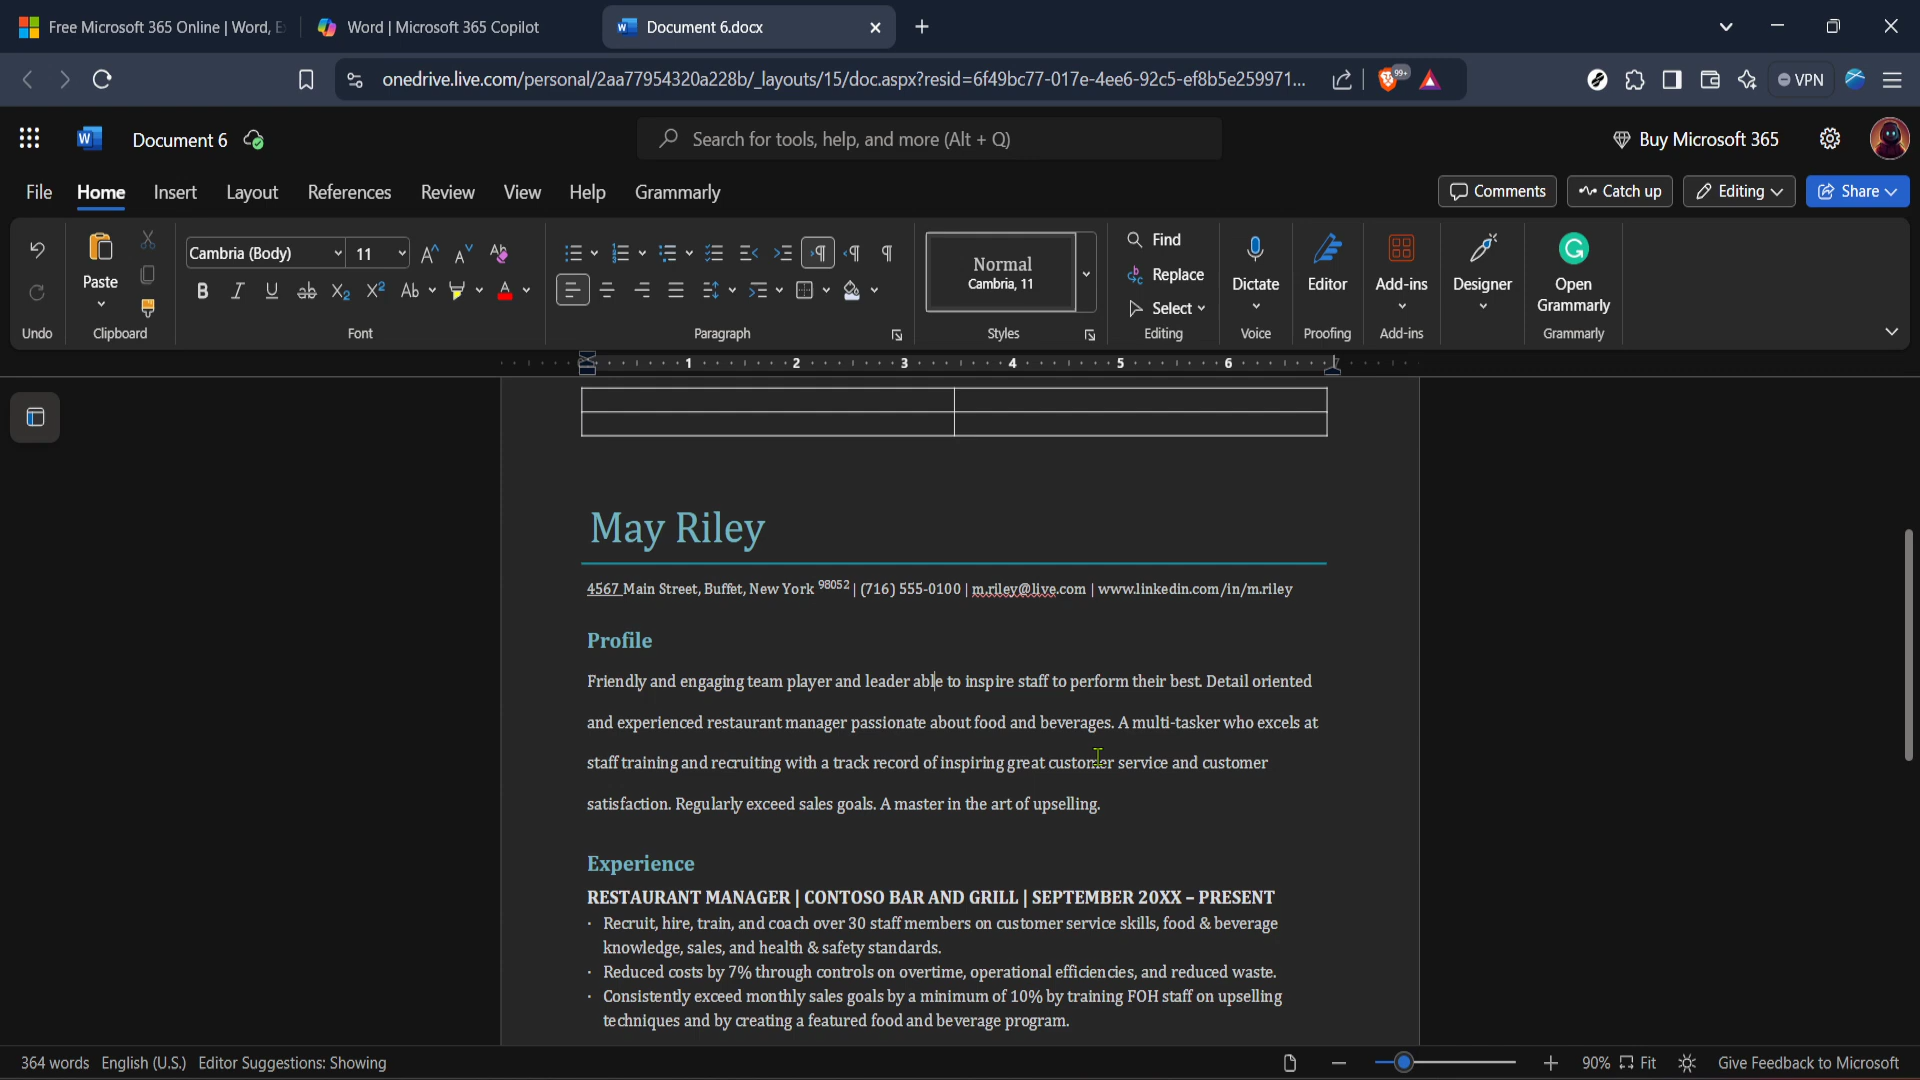 Free Microsoft 365 Online | Word, E
Word | Microsoft 365 Copilot
Document 6.docx
onedrive.live.com/personal/2aa77954320a228b/_layouts/15/doc.aspx?resid=6f49bc77-017e-4ee6-92c5-ef8b5e259971...
99+
VPN
Document 6
Search for tools, help, and more (Alt + Q)
Buy Microsoft 365
File Home Insert Layout References Review View Help Grammarly
Comments Catch up Editing Share
Cambria (Body) 11
Paste
Normal
Cambria, 11
Find
Replace
Select
Dictate
Editor
Add-ins
Designer
Open
Grammarly
Undo Clipboard Font Paragraph Styles Editing Voice Proofing Add-ins Grammarly
1 2 3 4 5 6 7
May Riley
4567 Main Street, Buffet, New York 98052 | (716) 555-0100 | m.riley@live.com | www.linkedin.com/in/m.riley
Profile
Friendly and engaging team player and leader able to inspire staff to perform their best. Detail oriented
and experienced restaurant manager passionate about food and beverages. A multi-tasker who excels at
staff training and recruiting with a track record of inspiring great customer service and customer
satisfaction. Regularly exceed sales goals. A master in the art of upselling.
Experience
RESTAURANT MANAGER | CONTOSO BAR AND GRILL | SEPTEMBER 20XX – PRESENT
· Recruit, hire, train, and coach over 30 staff members on customer service skills, food & beverage
knowledge, sales, and health & safety standards.
· Reduced costs by 7% through controls on overtime, operational efficiencies, and reduced waste.
· Consistently exceed monthly sales goals by a minimum of 10% by training FOH staff on upselling
techniques and by creating a featured food and beverage program.
364 words English (U.S.) Editor Suggestions: Showing
90% Fit Give Feedback to Microsoft